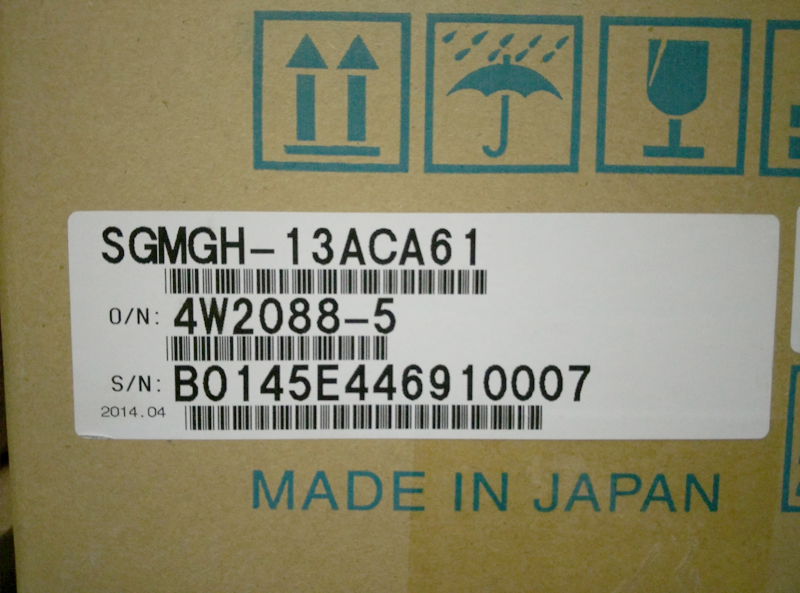 SGMGH-13ACA61
O/N: 4W2088-5
S/N: B0145E446910007
2014.04
MADE IN JAPAN